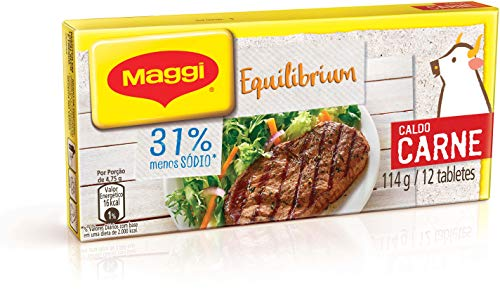 Maggi
®
Equilibrium
31%
menos SÓDIO*
CALDO
CARNE
114 g / 12 tabletes
Por Porção
de 4,75 g
Valor
Energético
16 kcal
1%
*% Valores Diários com base
em uma dieta de 2.000 kcal.